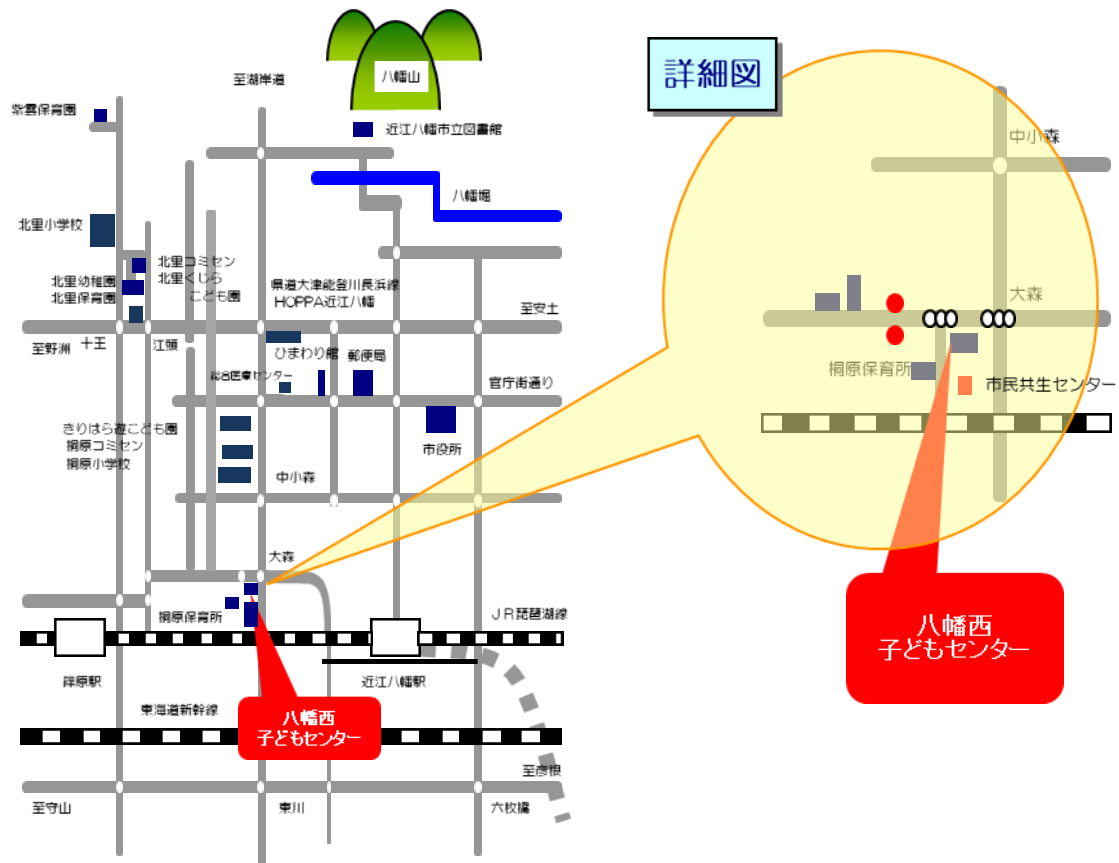 八幡山
至湖岸道
紫雲保育園
近江八幡市立図書館
八幡堀
北里小学校
北里コミセン
北里くじら
こども園
北里幼稚園
北里保育園
県道大津能登川長浜線
HOPPA近江八幡
至安土
至野洲
十王
江頭
ひまわり館
郵便局
総合医療センター
官庁街通り
きりはら遊こども園
桐原コミセン
桐原小学校
市役所
中小森
大森
桐原保育所
JR琵琶湖線
篠原駅
近江八幡駅
東海道新幹線
八幡西
子どもセンター
至彦根
至守山
東川
六枚橋
詳細図
中小森
大森
桐原保育所
市民共生センター
八幡西
子どもセンター